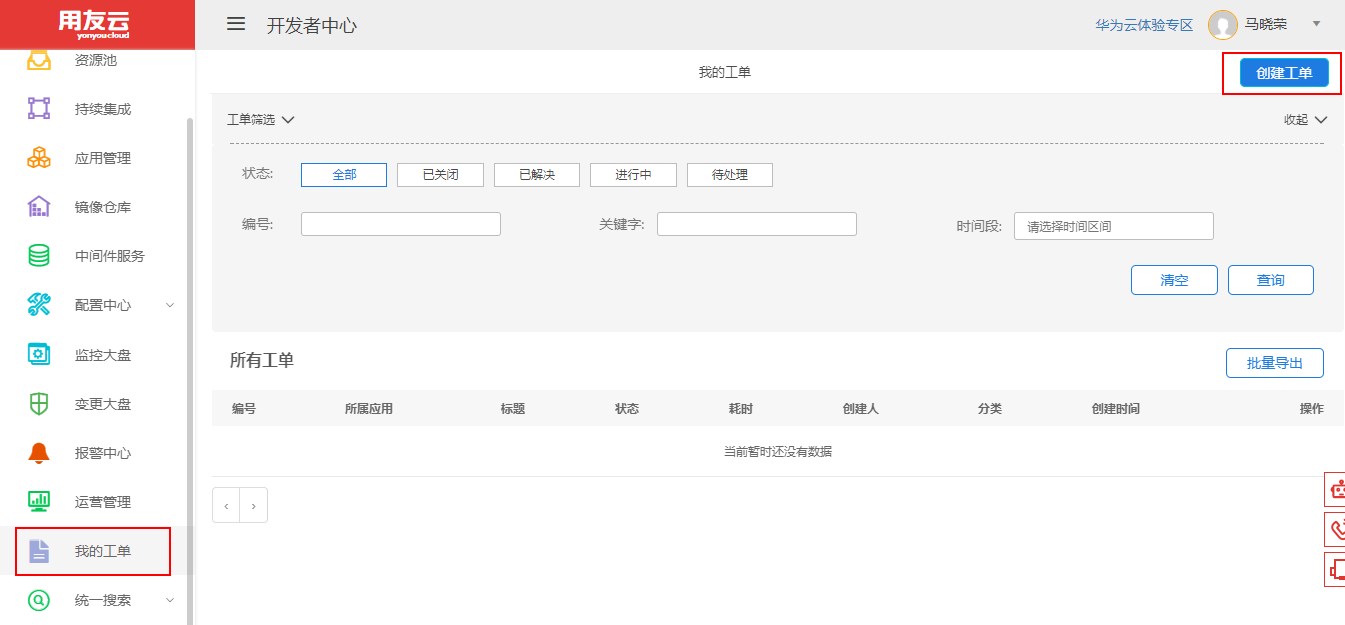 用友云
yonyoucloud
开发者中心
华为云体验专区
马晓荣
资源池
持续集成
应用管理
镜像仓库
中间件服务
配置中心
监控大盘
变更大盘
报警中心
运营管理
我的工单
统一搜索
我的工单
创建工单
工单筛选
收起
状态:
全部
已关闭
已解决
进行中
待处理
编号:
关键字:
时间段:
请选择时间区间
清空
查询
所有工单
批量导出
编号
所属应用
标题
状态
耗时
创建人
分类
创建时间
操作
当前暂时还没有数据
‹
›